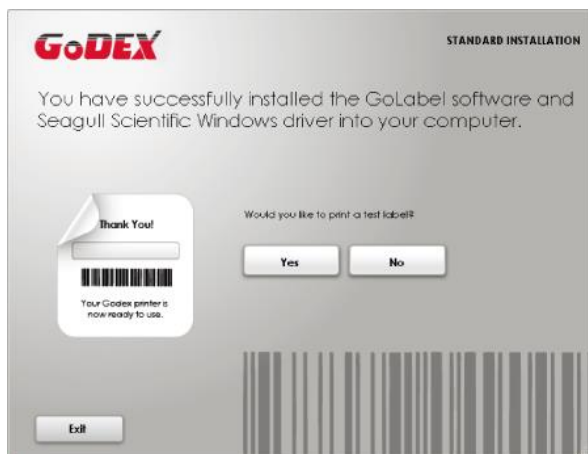 GODEX
STANDARD INSTALLATION
You have successfully installed the GoLabel software and
Seagull Scientific Windows driver into your computer.
Thank You!
Your Godex printer is
now ready to use.
Would you like to print a test label?
Yes
No
Exit